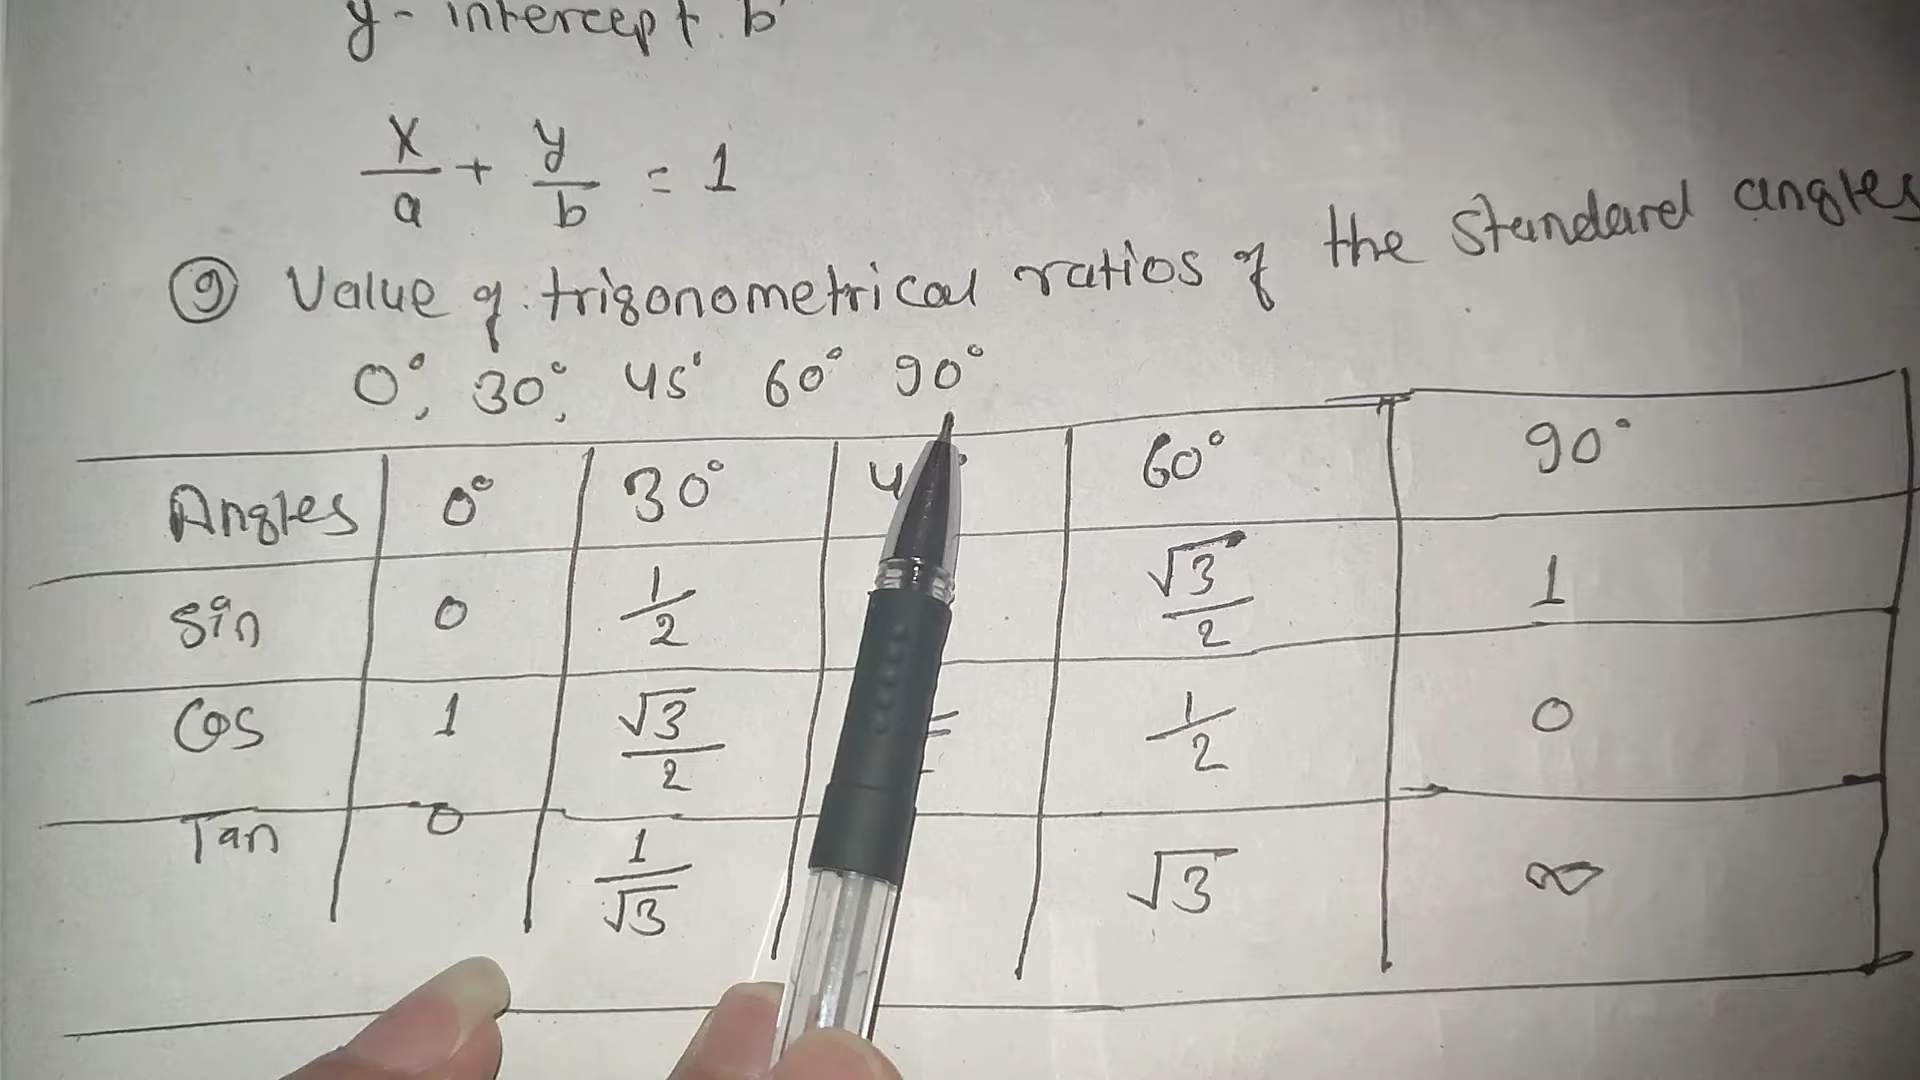 y- intercept b
x/a + y/b = 1
⑨ Value of trigonometrical ratios of the standard angles
0°, 30°, 45° 60° 90°
Angles 0° 30° 4 60° 90°
Sin 0 1/2 √3/2 1
Cos 1 √3/2 1/2 0
Tan 0 1/√3 √3 ∞